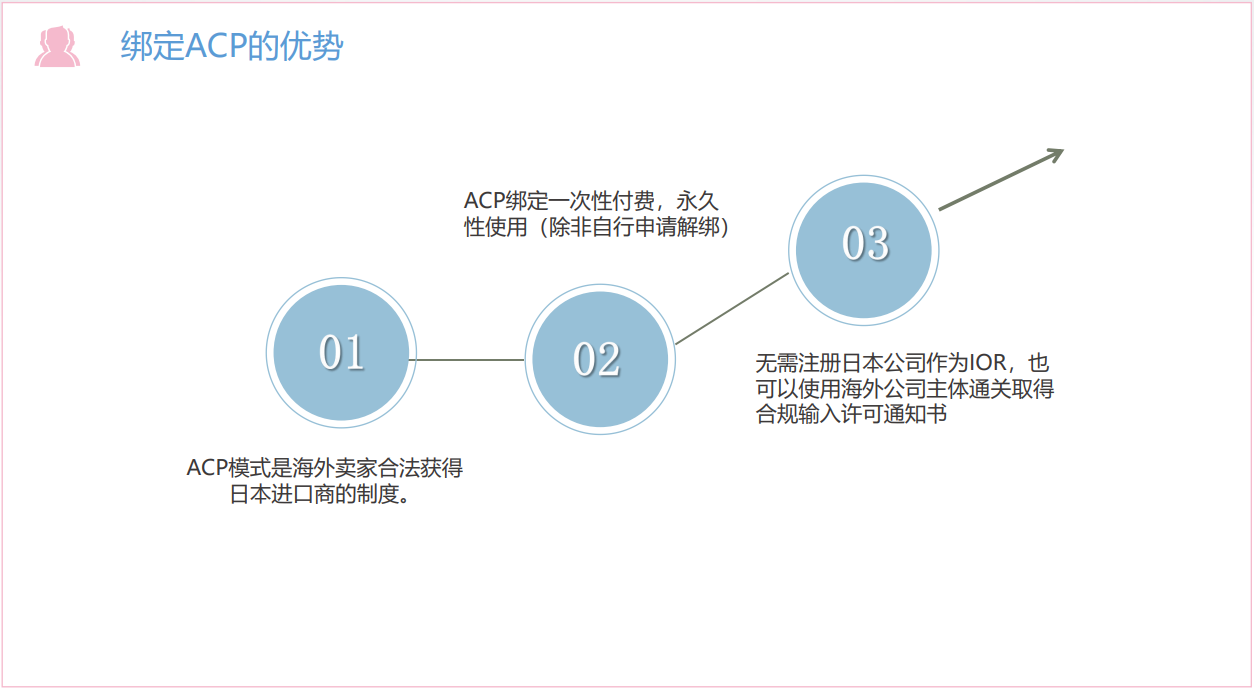 绑定ACP的优势
01
ACP模式是海外卖家合法获得
日本进口商的制度。
02
ACP绑定一次性付费，永久
性使用（除非自行申请解绑）
03
无需注册日本公司作为IOR，也
可以使用海外公司主体通关取得
合规输入许可通知书